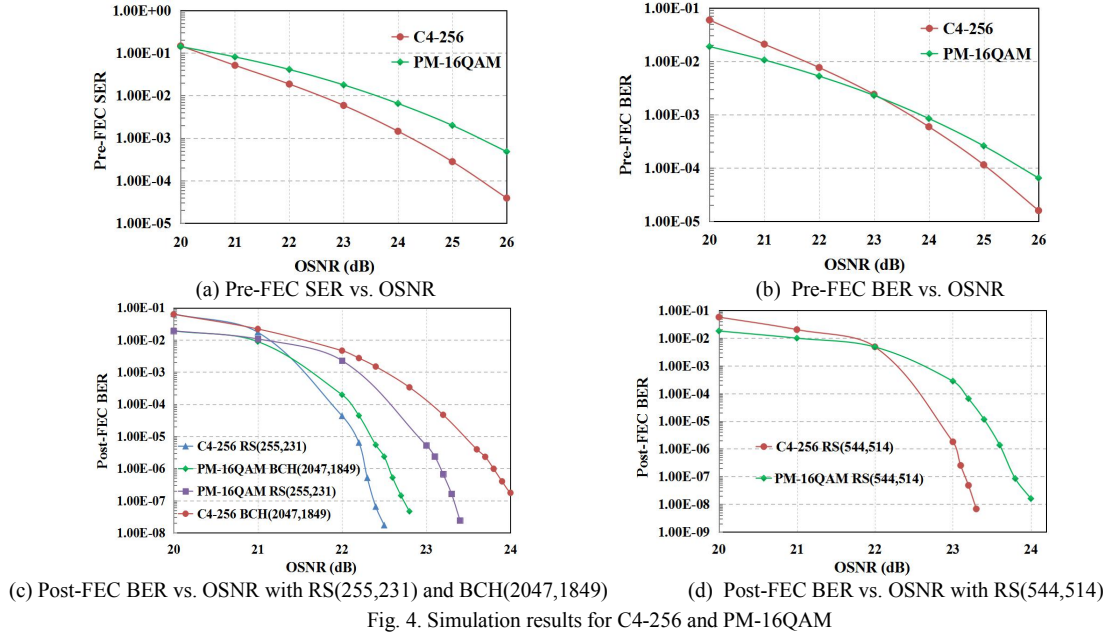 1.00E+00
1.00E-01
1.00E-02
1.00E-03
1.00E-04
1.00E-05
Pre-FEC SER
C4-256
PM-16QAM
20 21 22 23 24 25 26
OSNR (dB)
(a) Pre-FEC SER vs. OSNR
1.00E-01
1.00E-02
1.00E-03
1.00E-04
1.00E-05
Pre-FEC BER
C4-256
PM-16QAM
20 21 22 23 24 25 26
OSNR (dB)
(b) Pre-FEC BER vs. OSNR
1.00E-01
1.00E-02
1.00E-03
1.00E-04
1.00E-05
1.00E-06
1.00E-07
1.00E-08
Post-FEC BER
C4-256 RS(255,231)
PM-16QAM BCH(2047,1849)
PM-16QAM RS(255,231)
C4-256 BCH(2047,1849)
20 21 22 23 24
OSNR (dB)
(c) Post-FEC BER vs. OSNR with RS(255,231) and BCH(2047,1849)
1.00E-01
1.00E-02
1.00E-03
1.00E-04
1.00E-05
1.00E-06
1.00E-07
1.00E-08
1.00E-09
Post-FEC BER
C4-256 RS(544,514)
PM-16QAM RS(544,514)
20 21 22 23 24
OSNR (dB)
(d) Post-FEC BER vs. OSNR with RS(544,514)
Fig. 4. Simulation results for C4-256 and PM-16QAM